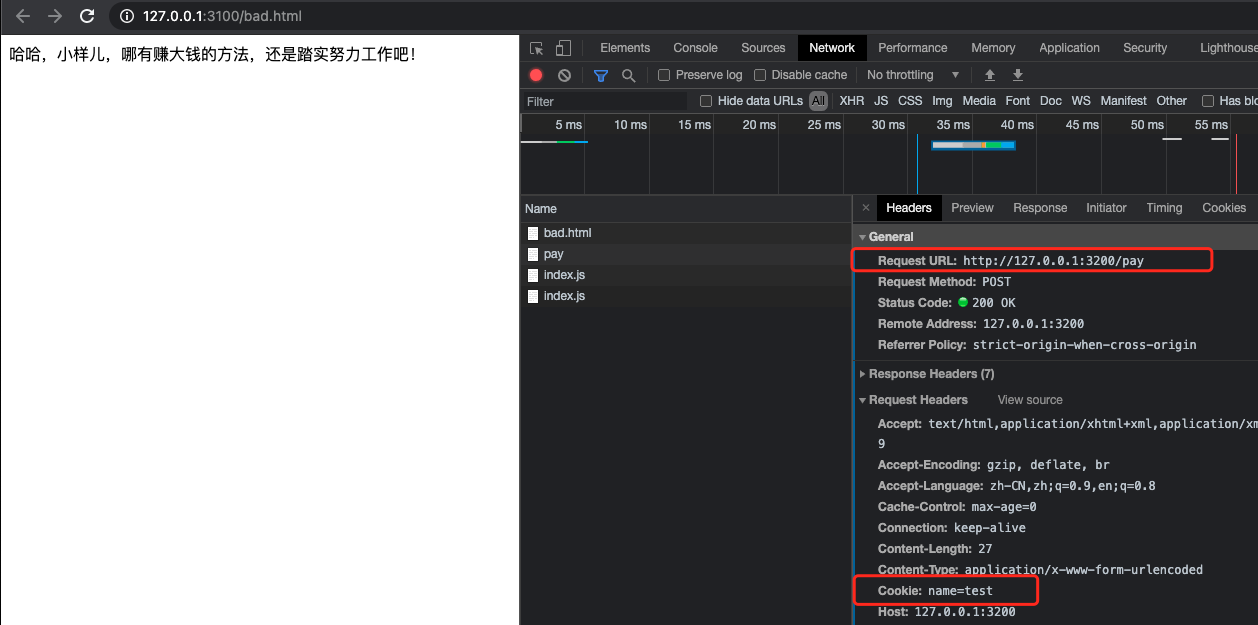 127.0.0.1:3100/bad.html
哈哈，小样儿，哪有赚大钱的方法，还是踏实努力工作吧！
Elements Console Sources Network Performance Memory Application Security Lighthouse
Preserve log Disable cache No throttling
Filter Hide data URLs All XHR JS CSS Img Media Font Doc WS Manifest Other Has blo
5 ms 10 ms 15 ms 20 ms 25 ms 30 ms 35 ms 40 ms 45 ms 50 ms 55 ms
Name
bad.html
pay
index.js
index.js
× Headers Preview Response Initiator Timing Cookies
General
Request URL: http://127.0.0.1:3200/pay
Request Method: POST
Status Code: 200 OK
Remote Address: 127.0.0.1:3200
Referrer Policy: strict-origin-when-cross-origin
Response Headers (7)
Request Headers View source
Accept: text/html,application/xhtml+xml,application/xm
9
Accept-Encoding: gzip, deflate, br
Accept-Language: zh-CN,zh;q=0.9,en;q=0.8
Cache-Control: max-age=0
Connection: keep-alive
Content-Length: 27
Content-Type: application/x-www-form-urlencoded
Cookie: name=test
Host: 127.0.0.1:3200